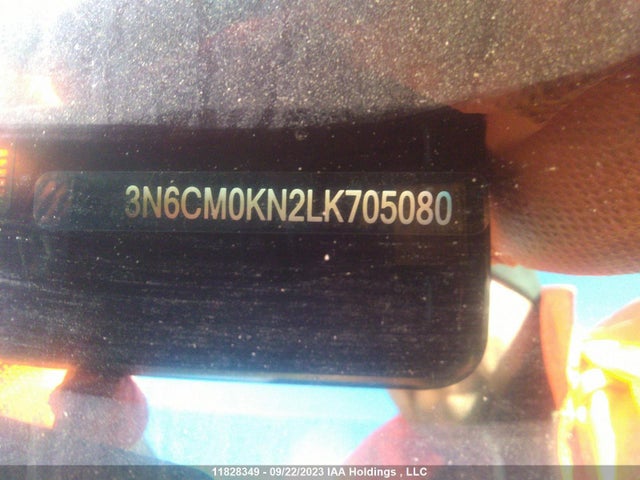 3N6CM0KN2LK705080
11828349 - 09/22/2023 IAA Holdings , LLC